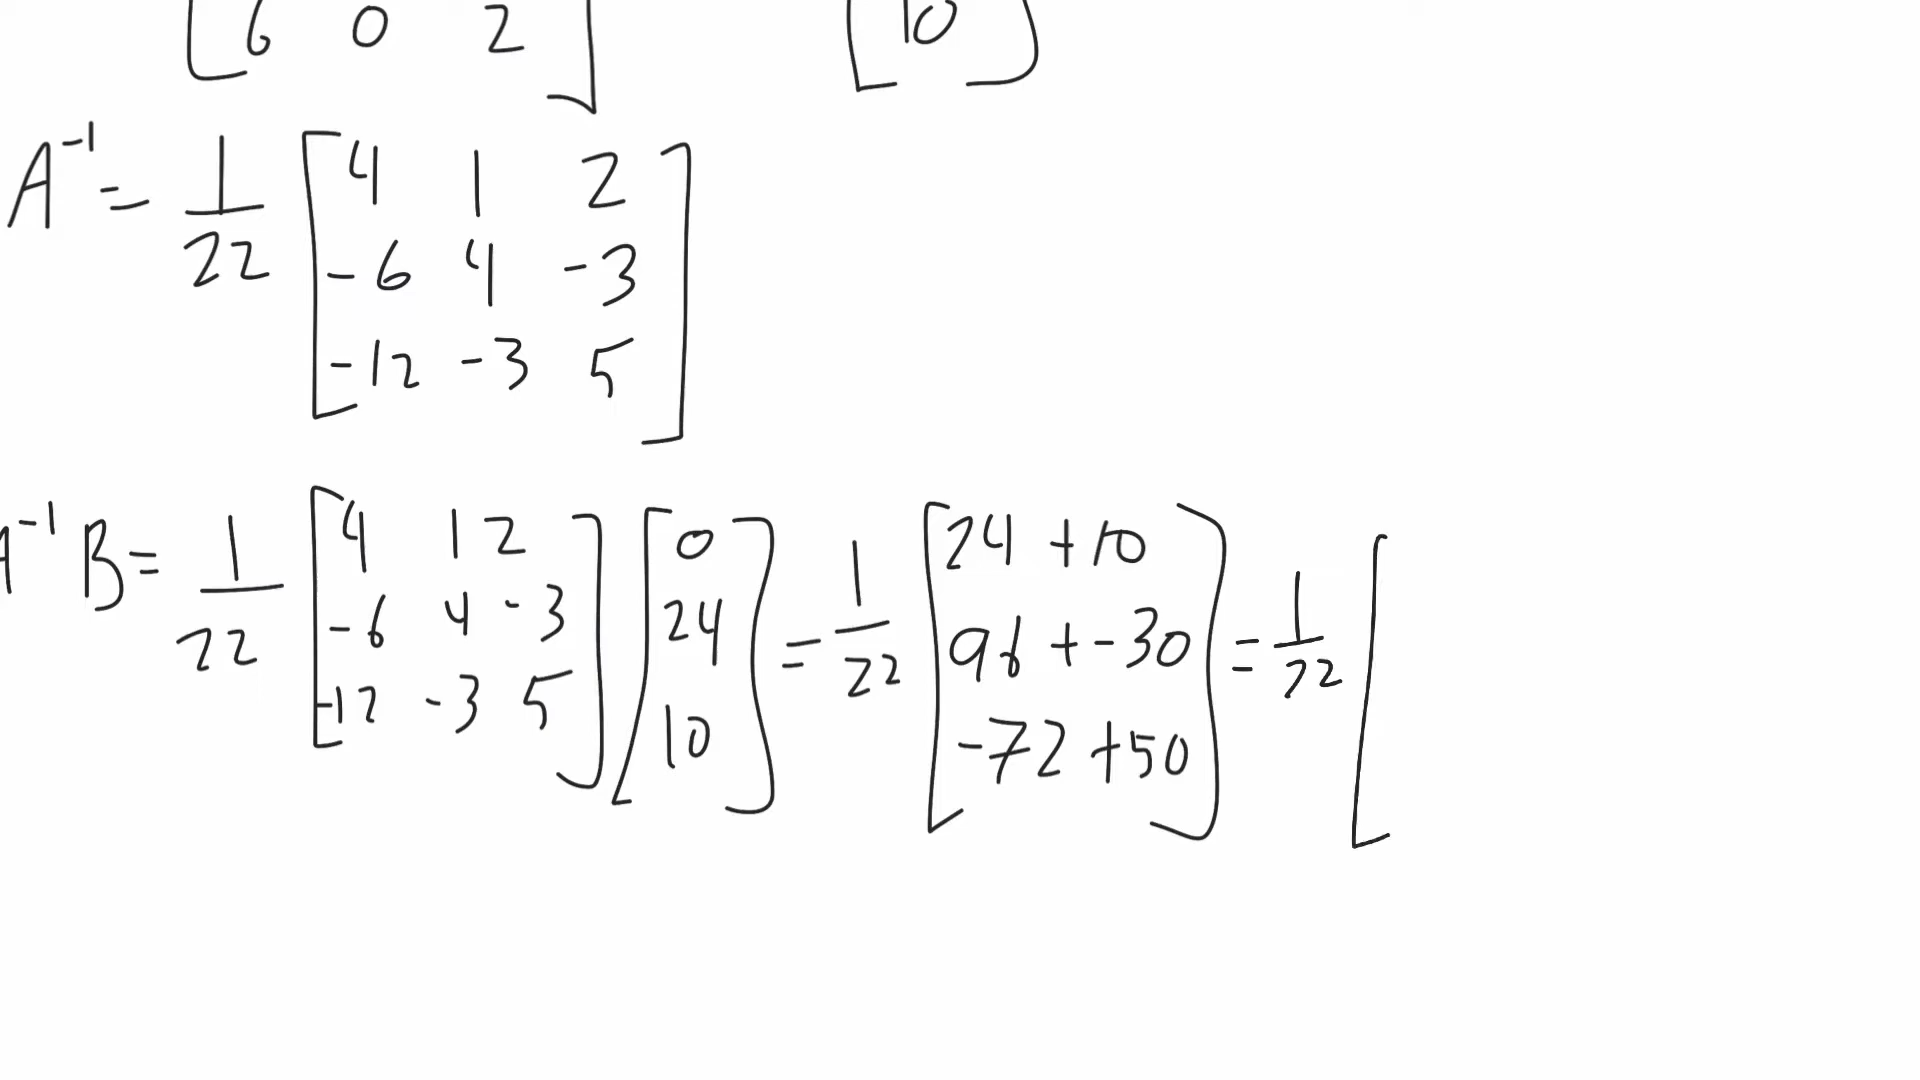 [6 0 2] [10]
A⁻¹ = 1/22 [4 1 2
-6 4 -3
-12 -3 5]
A⁻¹ B = 1/22 [4 1 2 [0 = 1/22 [24 + 10 = 1/22 [
-6 4 -3 24 96 + -30
-12 -3 5] 10] -72 + 50]